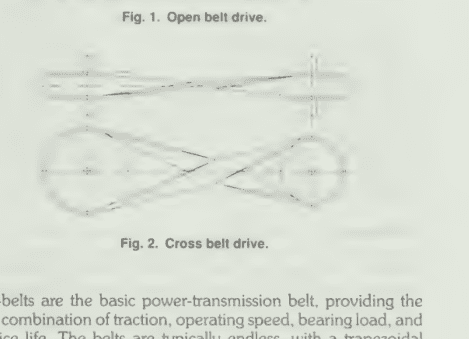 Fig. 1. Open belt drive.
Fig. 2. Cross belt drive.
-belts are the basic power-transmission belt, providing the
combination of traction, operating speed, bearing load, and
ice life. The belts are typically endless, with a trapezoidal